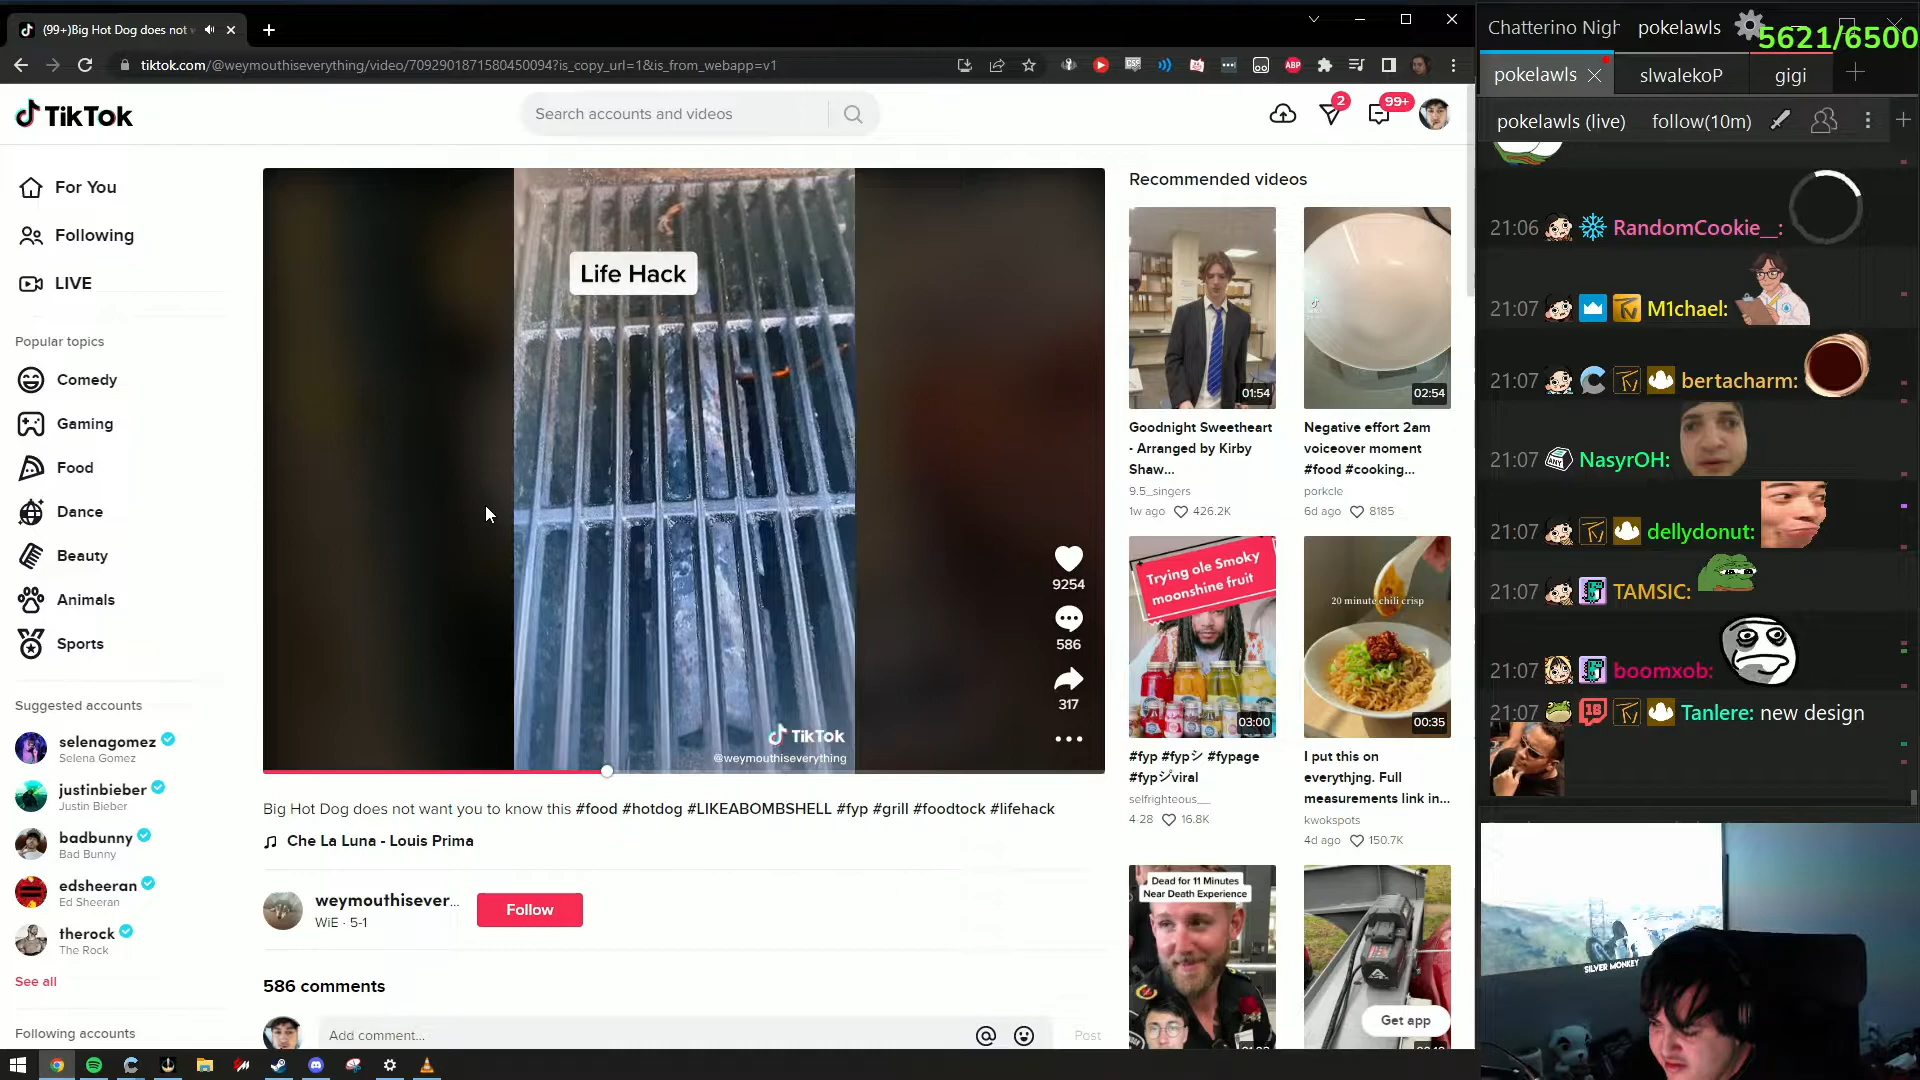 (99+)Big Hot Dog does not
tiktok.com/@weymouthiseverything/video/7092901871580450094?is_copy_url=1&is_from_webapp=v1
TikTok
Search accounts and videos
2
99+
For You
Following
LIVE
Popular topics
Comedy
Gaming
Food
Dance
Beauty
Animals
Sports
Suggested accounts
selenagomez
Selena Gomez
justinbieber
Justin Bieber
badbunny
Bad Bunny
edsheeran
Ed Sheeran
therock
The Rock
See all
Following accounts
Life Hack
9254
586
317
TikTok
@weymouthiseverything
Big Hot Dog does not want you to know this #food #hotdog #LIKEABOMBSHELL #fyp #grill #foodtock #lifehack
Che La Luna - Louis Prima
weymouthisever...
WiE · 5-1
Follow
586 comments
Add comment...
Post
Recommended videos
01:54
Goodnight Sweetheart
- Arranged by Kirby
Shaw...
9.5_singers
1w ago 426.2K
02:54
Negative effort 2am
voiceover moment
#food #cooking...
porkcle
6d ago 8185
Trying ole Smoky
moonshine fruit
03:00
#fyp #fypシ #fypage
#fypシ゚viral
selfrighteous__
4-28 16.8K
20 minute chili crisp
00:35
I put this on
everythjng. Full
measurements link in...
kwokspots
4d ago 150.7K
Dead for 11 Minutes
Near Death Experience
Get app
Chatterino Nigh
pokelawls
5621/6500
pokelawls
slwalekoP
gigi
pokelawls (live)
follow(10m)
21:06 RandomCookie__:
21:07 M1chael:
21:07 bertacharm:
21:07 NasyrOH:
21:07 dellydonut:
21:07 TAMSIC:
21:07 boomxob:
21:07 Tanlere: new design
SILVER MONKEY